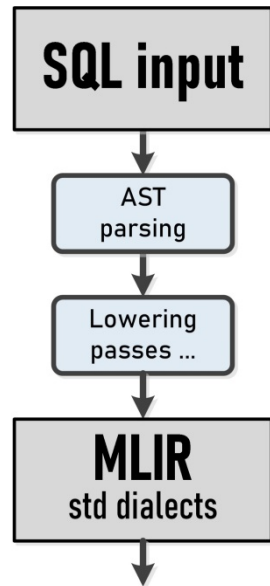 SQL input
AST
parsing
Lowering
passes ...
MLIR
std dialects